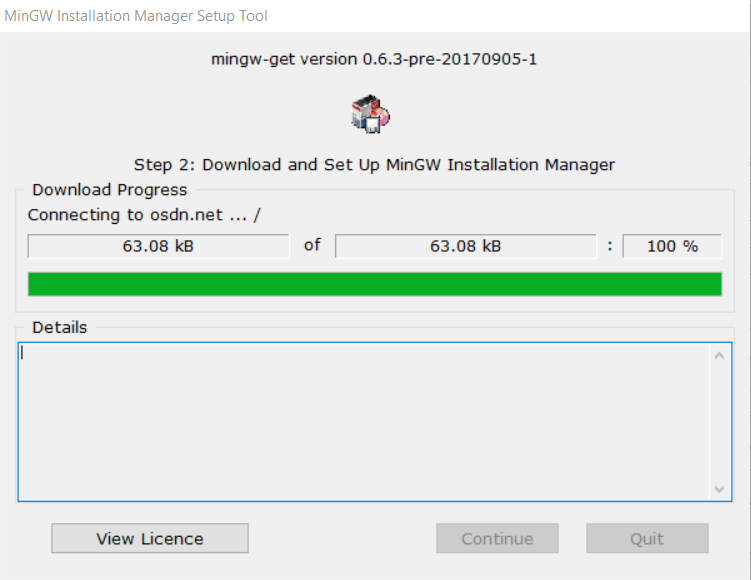 MinGW Installation Manager Setup Tool
mingw-get version 0.6.3-pre-20170905-1
Step 2: Download and Set Up MinGW Installation Manager
Download Progress
Connecting to osdn.net ... /
63.08 kB of 63.08 kB : 100 %
Details
View Licence Continue Quit